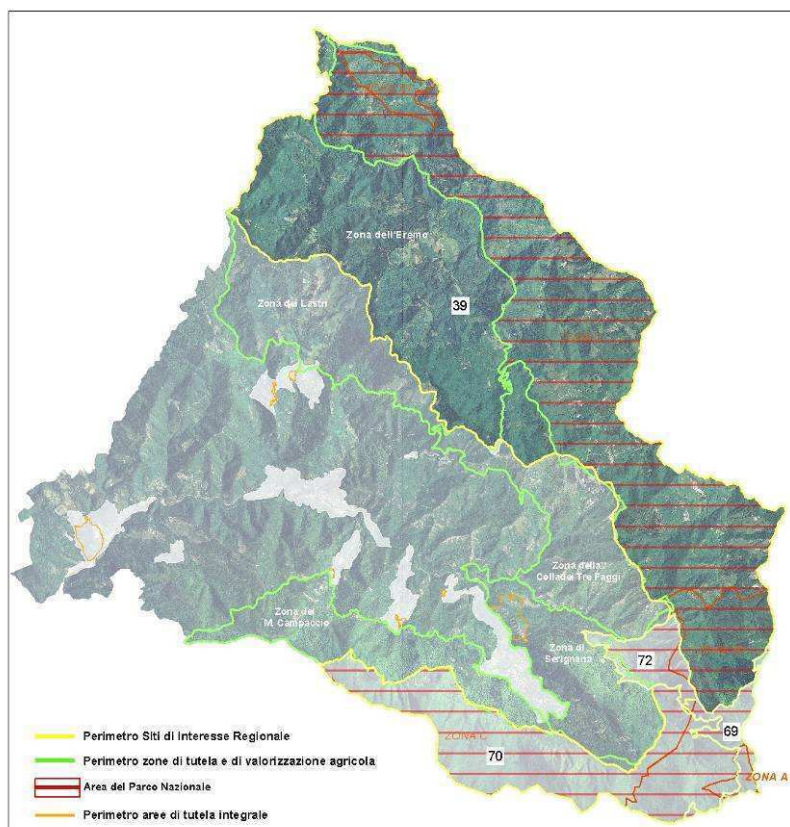 Zona dell'Eremo
Zona dei Lastri
39
Zona della
Colla dei Tre Faggi
Zona del
M. Campaccio
Zona di
Serignana
72
69
ZONA C
70
ZONA A
Perimetro Siti di Interesse Regionale
Perimetro zone di tutela e di valorizzazione agricola
Area del Parco Nazionale
Perimetro aree di tutela integrale